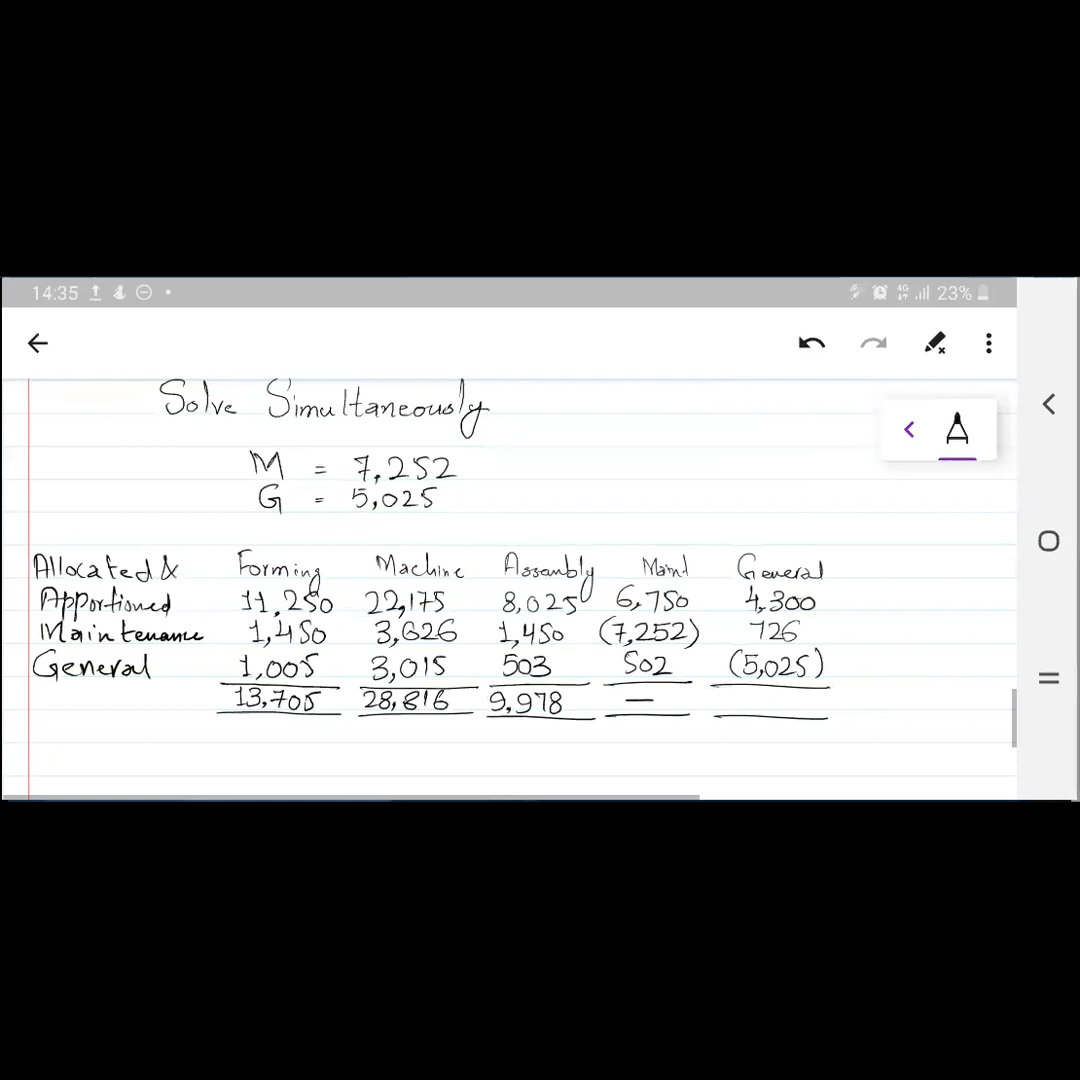 14:35 4G 23%
Solve Simultaneously
M = 7,252
G = 5,025
Allocated & Forming Machine Assembly Maint General
Apportioned 11,250 22,175 8,025 6,750 4,300
Maintenance 1,450 3,626 1,450 (7,252) 726
General 1,005 3,015 503 502 (5,025)
13,705 28,816 9,978 —